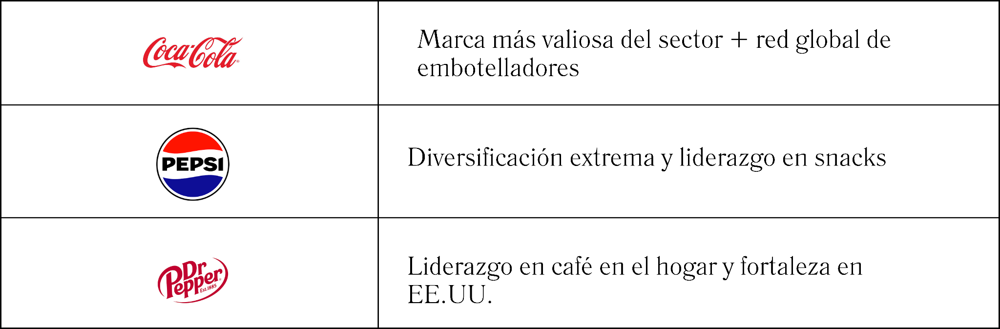 Coca-Cola
Marca más valiosa del sector + red global de
embotelladores
PEPSI
Diversificación extrema y liderazgo en snacks
Dr
Pepper
Est.1885
Liderazgo en café en el hogar y fortaleza en
EE.UU.